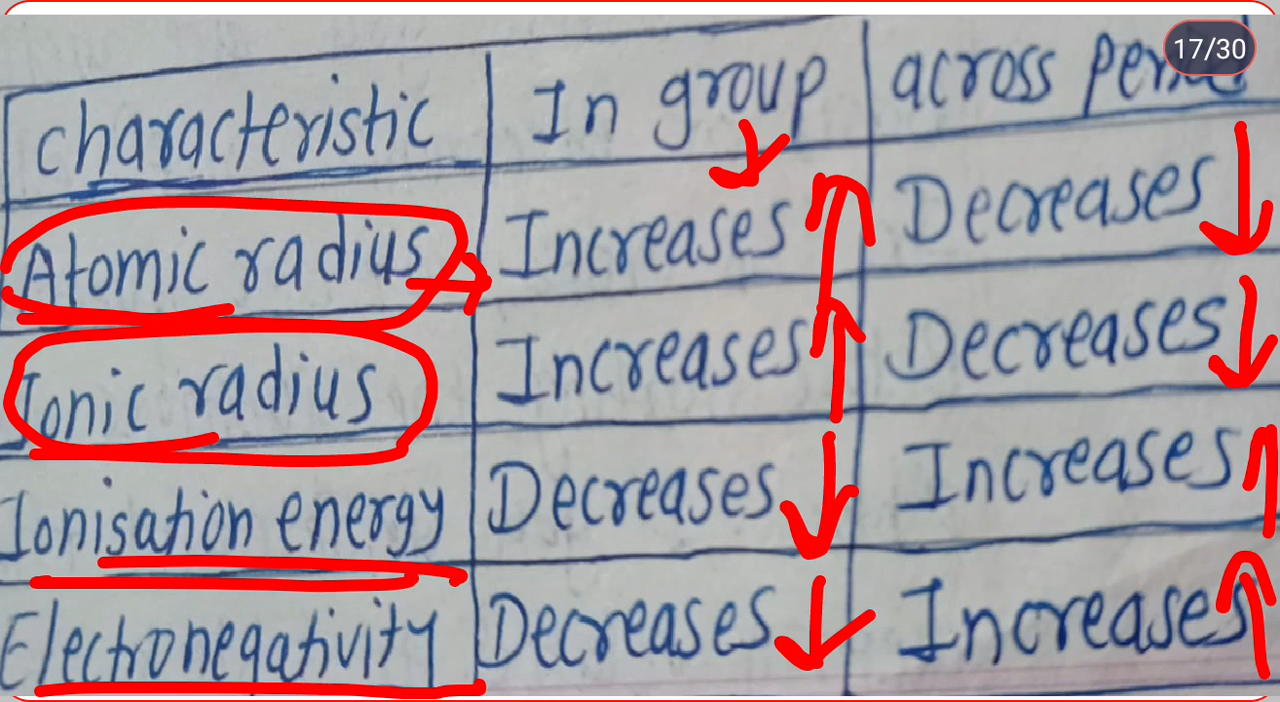 17/30
characteristic In group across period
Atomic radius Increases Decreases
Ionic radius Increases Decreases
Ionisation energy Decreases Increases
Electronegativity Decreases Increases